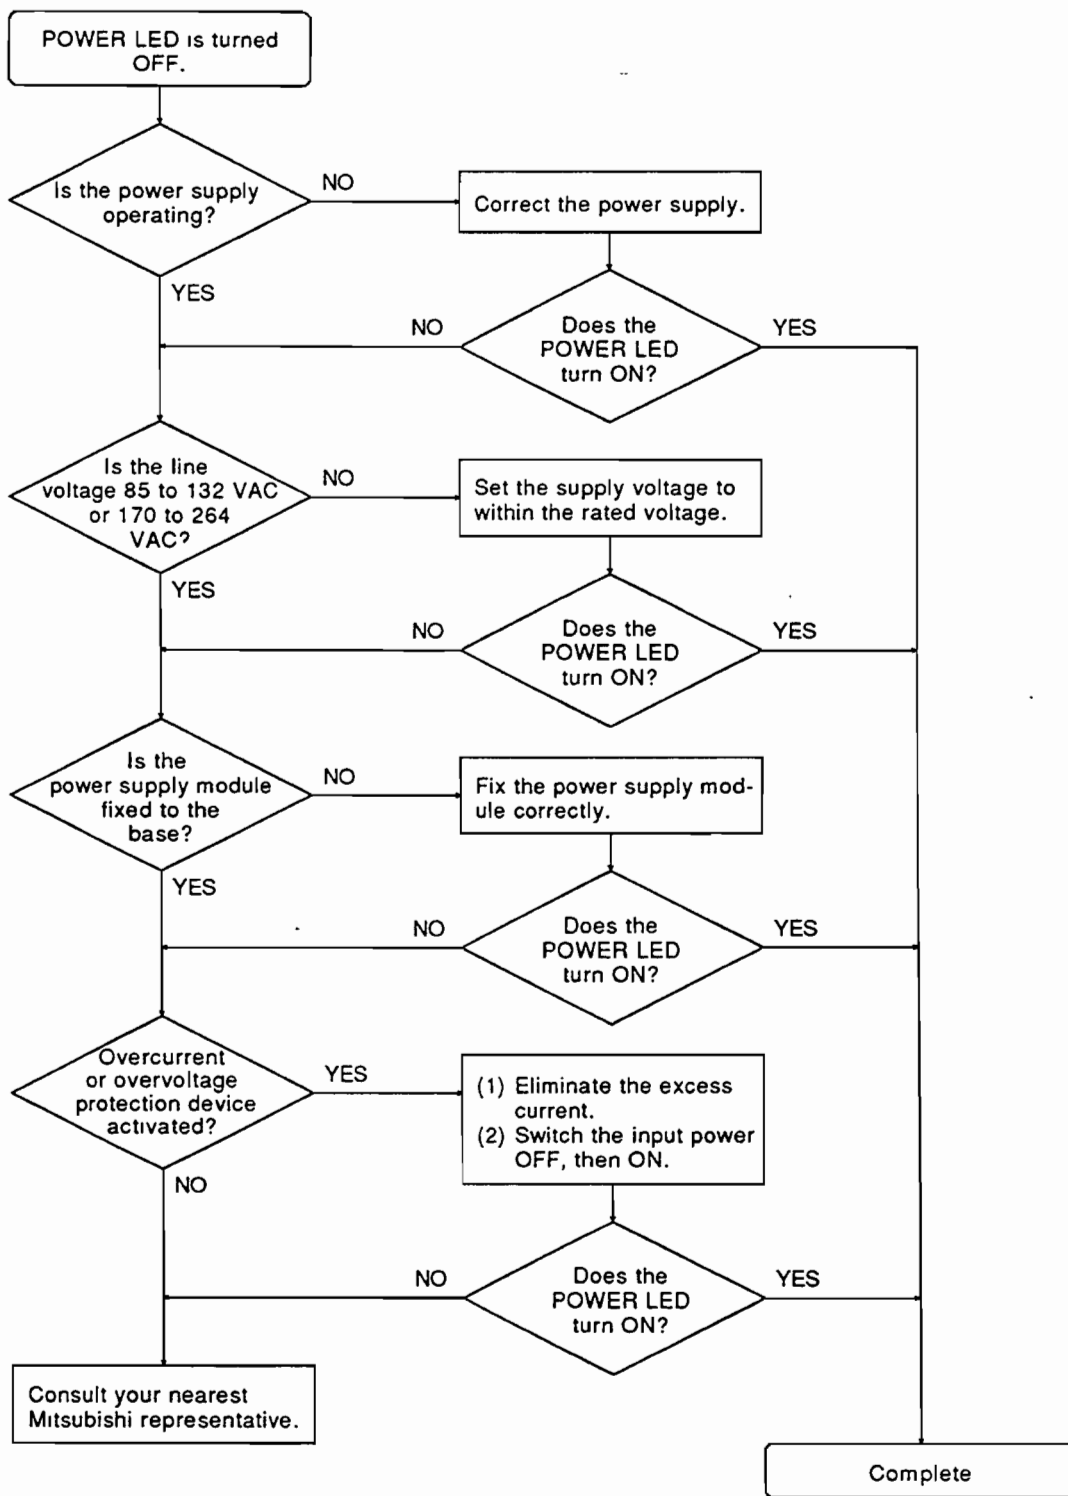 POWER LED is turned
OFF.
Is the power supply
operating?
NO
Correct the power supply.
YES
Does the
POWER LED
turn ON?
NO
YES
Is the line
voltage 85 to 132 VAC
or 170 to 264
VAC?
NO
Set the supply voltage to
within the rated voltage.
YES
Does the
POWER LED
turn ON?
NO
YES
Is the
power supply module
fixed to the
base?
NO
Fix the power supply mod-
ule correctly.
YES
Does the
POWER LED
turn ON?
NO
YES
Overcurrent
or overvoltage
protection device
activated?
YES
(1) Eliminate the excess
current.
(2) Switch the input power
OFF, then ON.
NO
Does the
POWER LED
turn ON?
NO
YES
Consult your nearest
Mitsubishi representative.
Complete